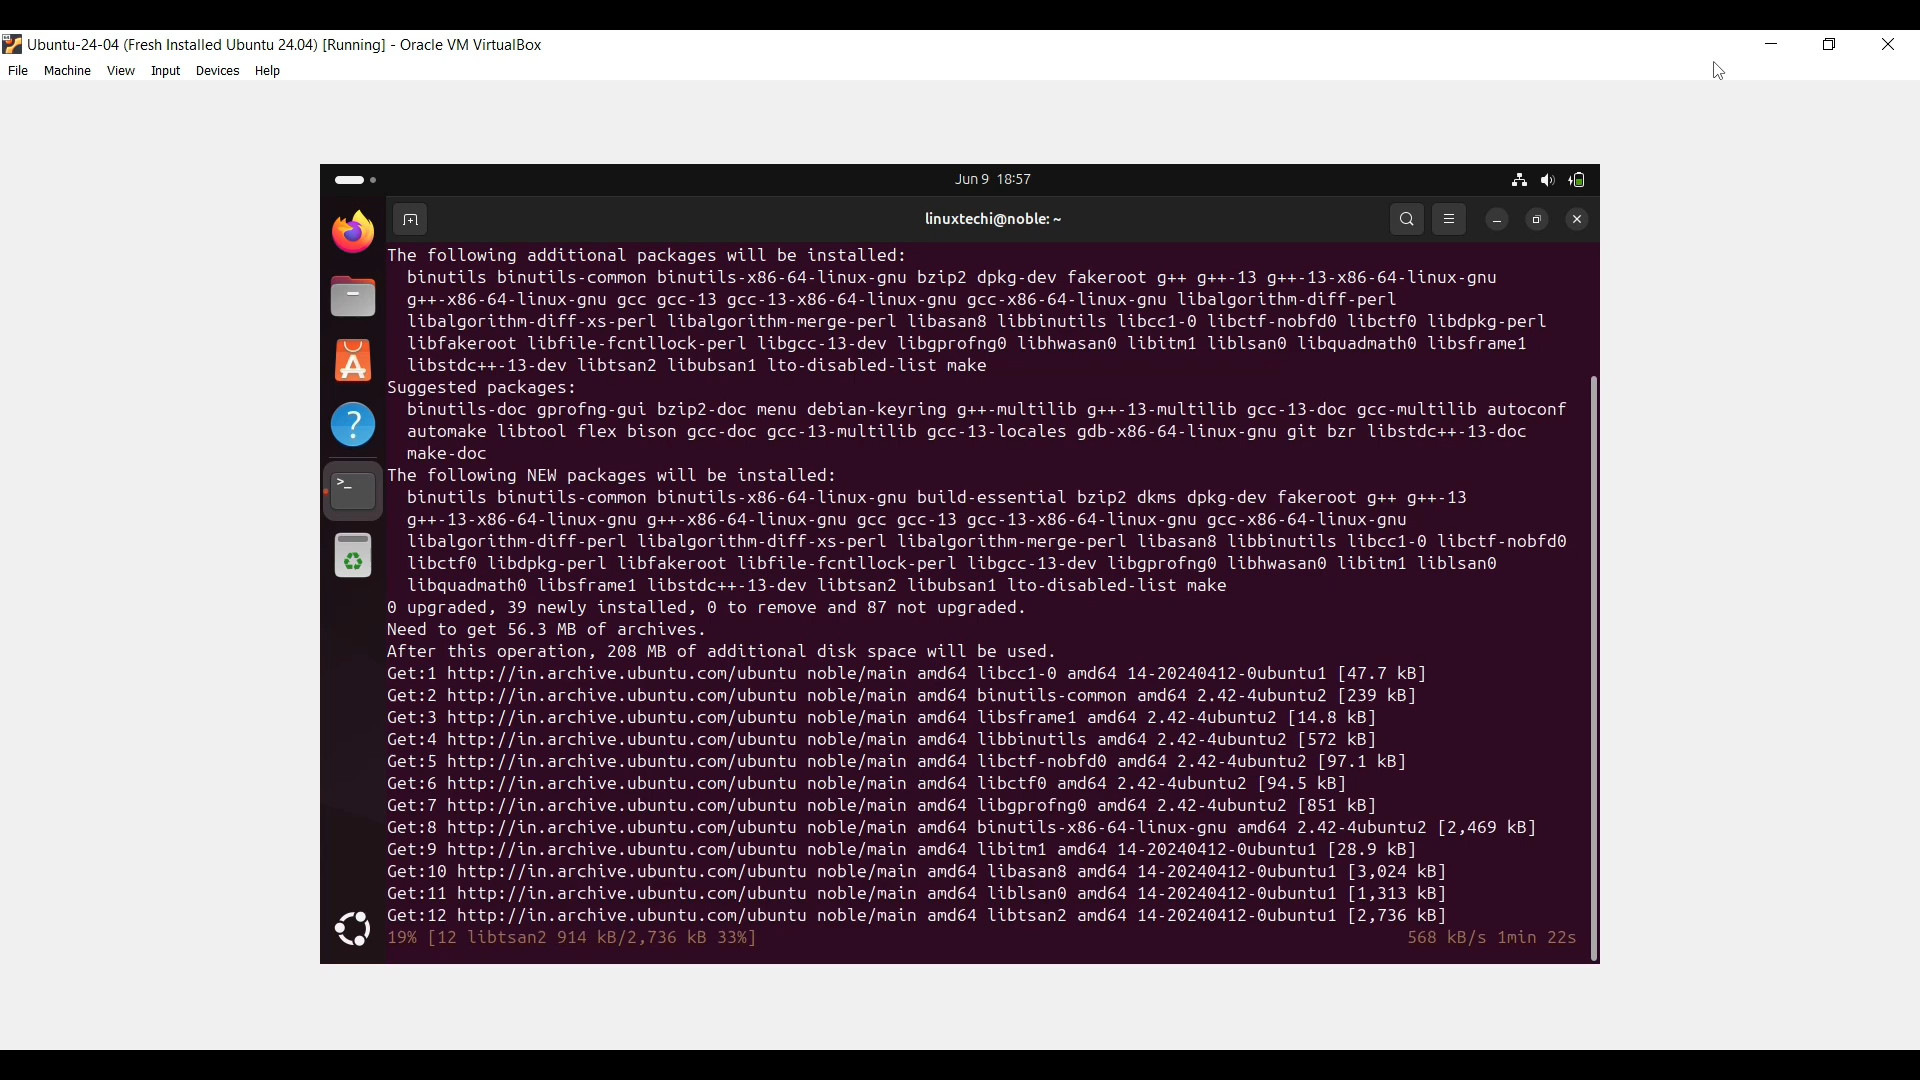 Ubuntu-24-04 (Fresh Installed Ubuntu 24.04) [Running] - Oracle VM VirtualBox
File Machine View Input Devices Help
Jun 9 18:57
linuxtechi@noble: ~
The following additional packages will be installed:
binutils binutils-common binutils-x86-64-linux-gnu bzip2 dpkg-dev fakeroot g++ g++-13 g++-13-x86-64-linux-gnu
g++-x86-64-linux-gnu gcc gcc-13 gcc-13-x86-64-linux-gnu gcc-x86-64-linux-gnu libalgorithm-diff-perl
libalgorithm-diff-xs-perl libalgorithm-merge-perl libasan8 libbinutils libcc1-0 libctf-nobfd0 libctf0 libdpkg-perl
libfakeroot libfile-fcntllock-perl libgcc-13-dev libgprofng0 libhwasan0 libitm1 liblsan0 libquadmath0 libsframe1
libstdc++-13-dev libtsan2 libubsan1 lto-disabled-list make
Suggested packages:
binutils-doc gprofng-gui bzip2-doc menu debian-keyring g++-multilib g++-13-multilib gcc-13-doc gcc-multilib autoconf
automake libtool flex bison gcc-doc gcc-13-multilib gcc-13-locales gdb-x86-64-linux-gnu git bzr libstdc++-13-doc
make-doc
The following NEW packages will be installed:
binutils binutils-common binutils-x86-64-linux-gnu build-essential bzip2 dkms dpkg-dev fakeroot g++ g++-13
g++-13-x86-64-linux-gnu g++-x86-64-linux-gnu gcc gcc-13 gcc-13-x86-64-linux-gnu gcc-x86-64-linux-gnu
libalgorithm-diff-perl libalgorithm-diff-xs-perl libalgorithm-merge-perl libasan8 libbinutils libcc1-0 libctf-nobfd0
libctf0 libdpkg-perl libfakeroot libfile-fcntllock-perl libgcc-13-dev libgprofng0 libhwasan0 libitm1 liblsan0
libquadmath0 libsframe1 libstdc++-13-dev libtsan2 libubsan1 lto-disabled-list make
0 upgraded, 39 newly installed, 0 to remove and 87 not upgraded.
Need to get 56.3 MB of archives.
After this operation, 208 MB of additional disk space will be used.
Get:1 http://in.archive.ubuntu.com/ubuntu noble/main amd64 libcc1-0 amd64 14-20240412-0ubuntu1 [47.7 kB]
Get:2 http://in.archive.ubuntu.com/ubuntu noble/main amd64 binutils-common amd64 2.42-4ubuntu2 [239 kB]
Get:3 http://in.archive.ubuntu.com/ubuntu noble/main amd64 libsframe1 amd64 2.42-4ubuntu2 [14.8 kB]
Get:4 http://in.archive.ubuntu.com/ubuntu noble/main amd64 libbinutils amd64 2.42-4ubuntu2 [572 kB]
Get:5 http://in.archive.ubuntu.com/ubuntu noble/main amd64 libctf-nobfd0 amd64 2.42-4ubuntu2 [97.1 kB]
Get:6 http://in.archive.ubuntu.com/ubuntu noble/main amd64 libctf0 amd64 2.42-4ubuntu2 [94.5 kB]
Get:7 http://in.archive.ubuntu.com/ubuntu noble/main amd64 libgprofng0 amd64 2.42-4ubuntu2 [851 kB]
Get:8 http://in.archive.ubuntu.com/ubuntu noble/main amd64 binutils-x86-64-linux-gnu amd64 2.42-4ubuntu2 [2,469 kB]
Get:9 http://in.archive.ubuntu.com/ubuntu noble/main amd64 libitm1 amd64 14-20240412-0ubuntu1 [28.9 kB]
Get:10 http://in.archive.ubuntu.com/ubuntu noble/main amd64 libasan8 amd64 14-20240412-0ubuntu1 [3,024 kB]
Get:11 http://in.archive.ubuntu.com/ubuntu noble/main amd64 liblsan0 amd64 14-20240412-0ubuntu1 [1,313 kB]
Get:12 http://in.archive.ubuntu.com/ubuntu noble/main amd64 libtsan2 amd64 14-20240412-0ubuntu1 [2,736 kB]
19% [12 libtsan2 914 kB/2,736 kB 33%] 568 kB/s 1min 22s